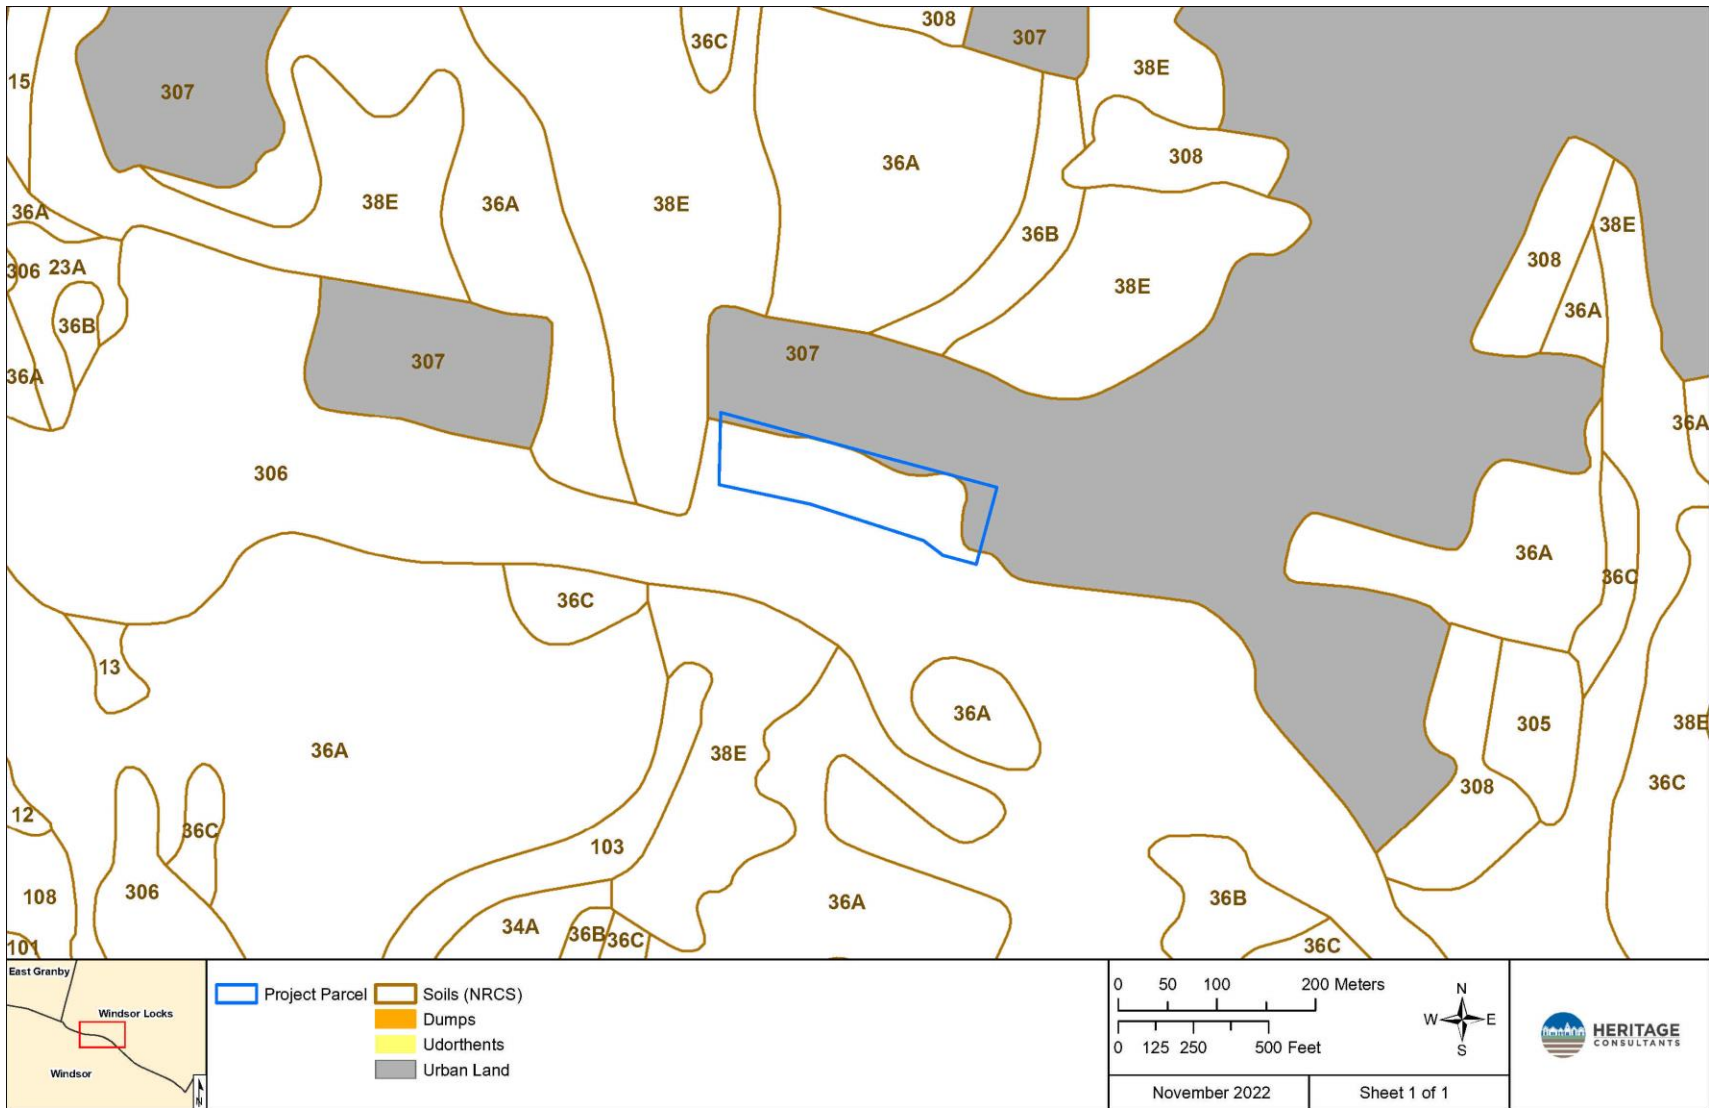 308
307
36C
38E
15
307
308
36A
38E
36A
38E
36A
36B
38E
308
38E
306
23A
38E
36A
36B
307
307
36A
36A
306
36A
36C
36C
13
36A
38E
36A
305
38E
308
36C
12
36C
103
108
306
36A
36B
34A
36B
36C
36C
101
East Granby
Windsor Locks
Windsor
N
Project Parcel
Soils (NRCS)
Dumps
Udorthents
Urban Land
0 50 100 200 Meters
0 125 250 500 Feet
N
W E
S
November 2022
Sheet 1 of 1
HERITAGE
CONSULTANTS